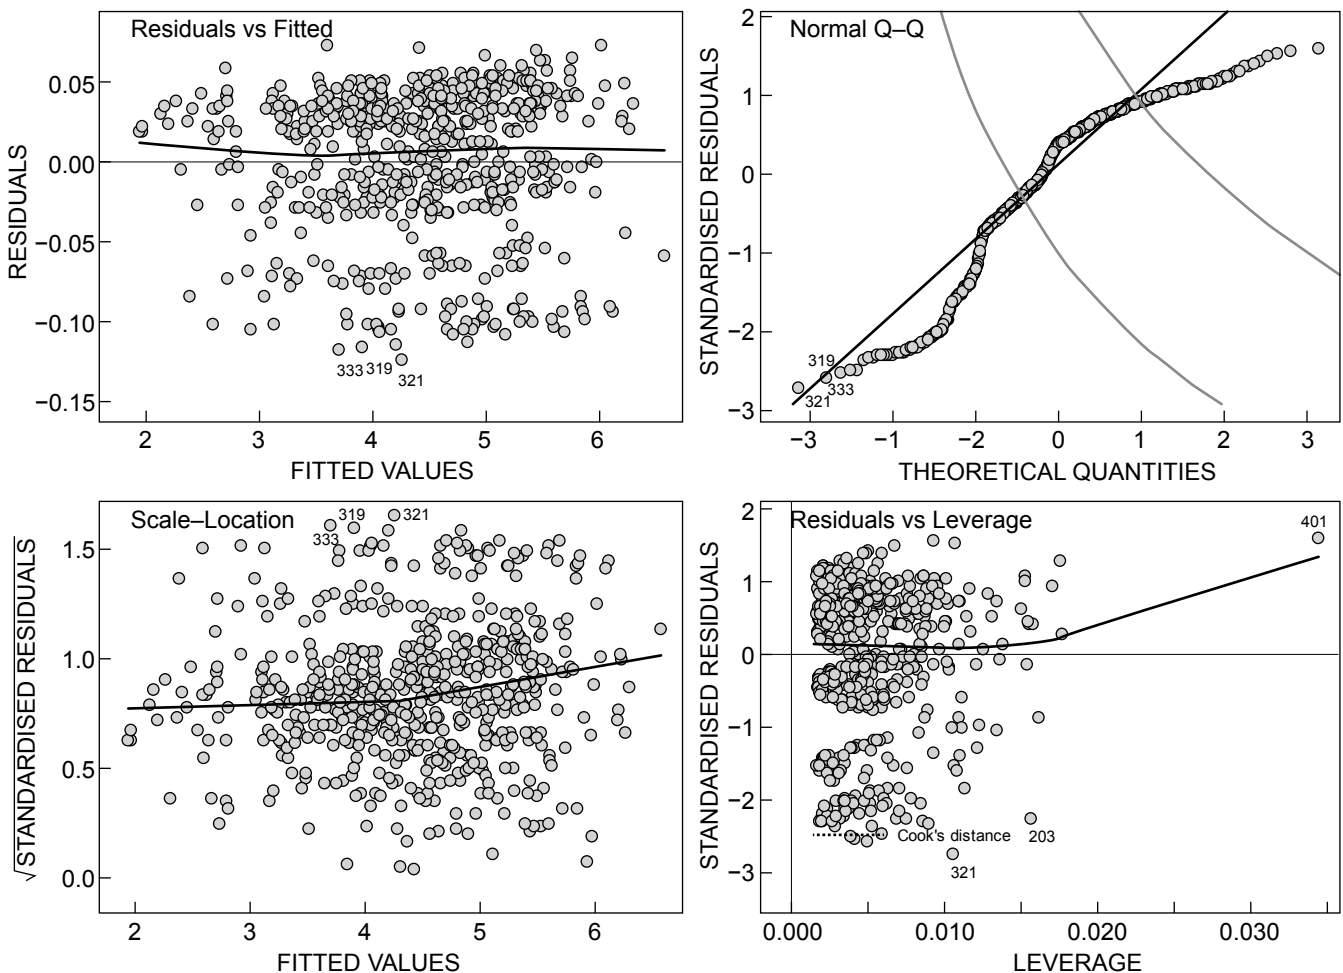 Residuals vs Fitted
RESIDUALS
0.05
0.00
−0.05
−0.10
−0.15
333 319
321
2 3 4 5 6
FITTED VALUES
Normal Q–Q
STANDARDISED RESIDUALS
2
1
0
−1
−2
−3
319
333
321
−3 −1 −2 0 1 2 3
THEORETICAL QUANTITIES
Scale–Location
√STANDARDISED RESIDUALS
1.5
1.0
0.5
0.0
319 321
333
2 3 4 5 6
FITTED VALUES
Residuals vs Leverage
STANDARDISED RESIDUALS
2
1
0
−1
−2
−3
401
Cook's distance 203
321
0.000 0.010 0.020 0.030
LEVERAGE